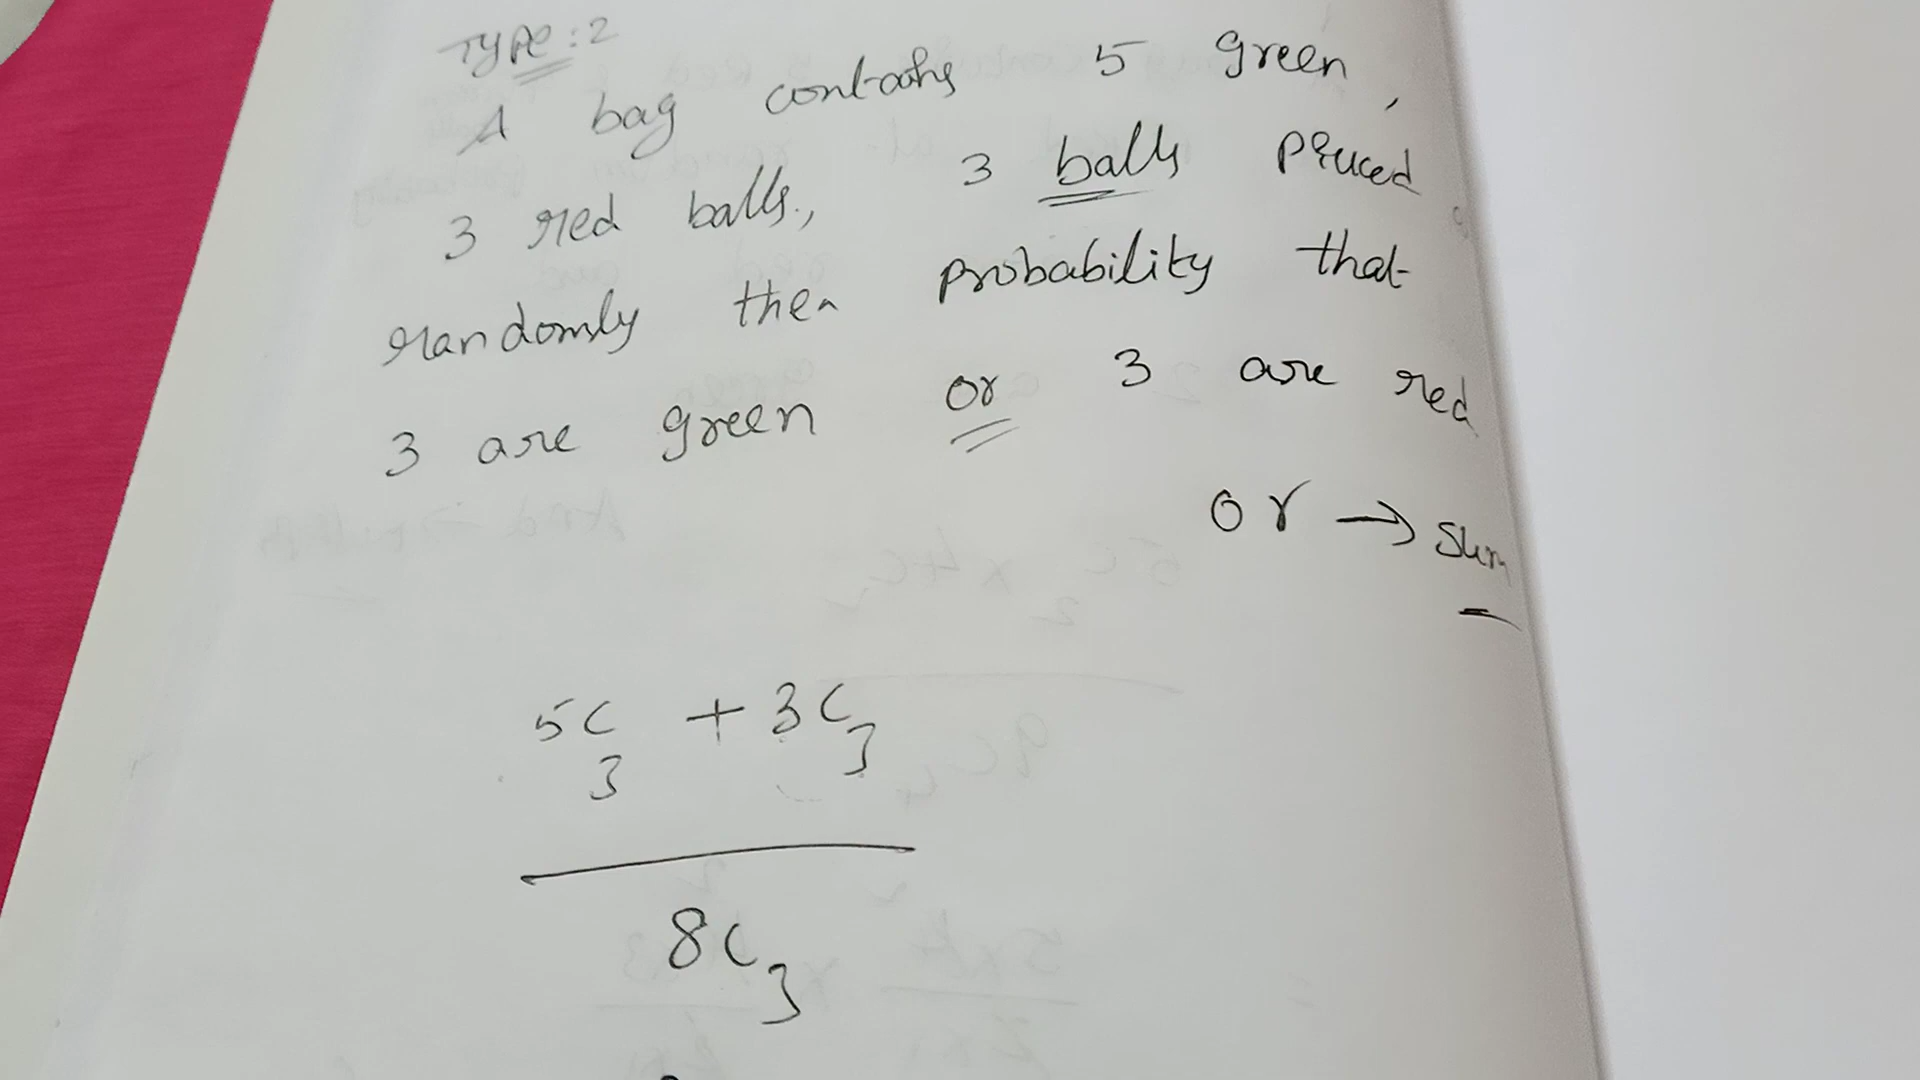 Type: 2
A bag contains 5 green,
3 red balls., 3 balls picked
randomly then probability that
3 are green or 3 are red
or → sum
5C3 + 3C3
8C3